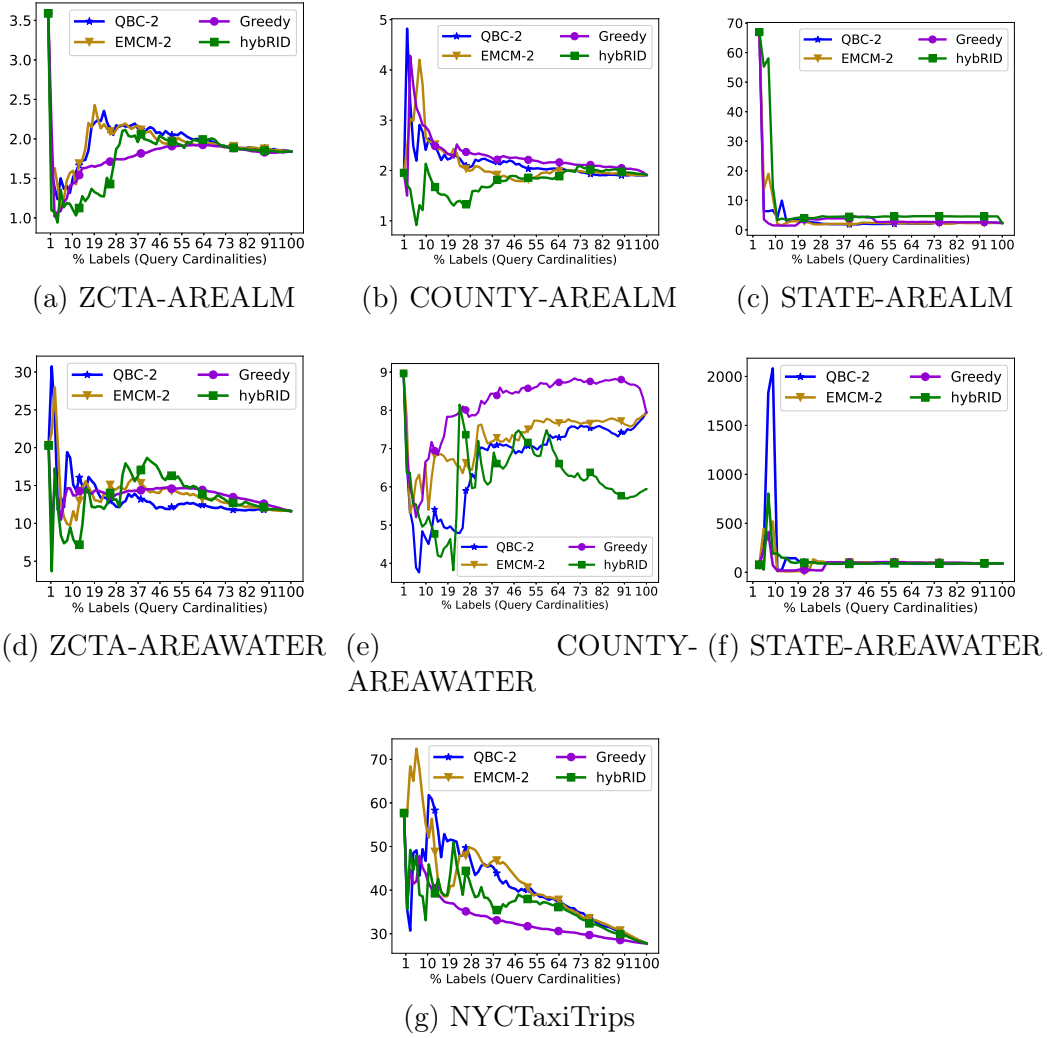 3.5
3.0
2.5
2.0
1.5
1.0
QBC-2 Greedy
EMCM-2 hybRID
1 10 19 28 37 46 55 64 73 82 91 100
% Labels (Query Cardinalities)
(a) ZCTA-AREALM
5
4
3
2
1
QBC-2 Greedy
EMCM-2 hybRID
1 10 19 28 37 46 55 64 73 82 91 100
% Labels (Query Cardinalities)
(b) COUNTY-AREALM
70
60
50
40
30
20
10
0
QBC-2 Greedy
EMCM-2 hybRID
1 10 19 28 37 46 55 64 73 82 91 100
% Labels (Query Cardinalities)
(c) STATE-AREALM
30
25
20
15
10
5
QBC-2 Greedy
EMCM-2 hybRID
1 10 19 28 37 46 55 64 73 82 91 100
% Labels (Query Cardinalities)
(d) ZCTA-AREAWATER
9
8
7
6
5
4
QBC-2 Greedy
EMCM-2 hybRID
1 10 19 28 37 46 55 64 73 82 91 100
% Labels (Query Cardinalities)
(e) COUNTY-
AREAWATER
2000
1500
1000
500
0
QBC-2 Greedy
EMCM-2 hybRID
1 10 19 28 37 46 55 64 73 82 91 100
% Labels (Query Cardinalities)
(f) STATE-AREAWATER
70
60
50
40
30
QBC-2 Greedy
EMCM-2 hybRID
1 10 19 28 37 46 55 64 73 82 91 100
% Labels (Query Cardinalities)
(g) NYCTaxiTrips